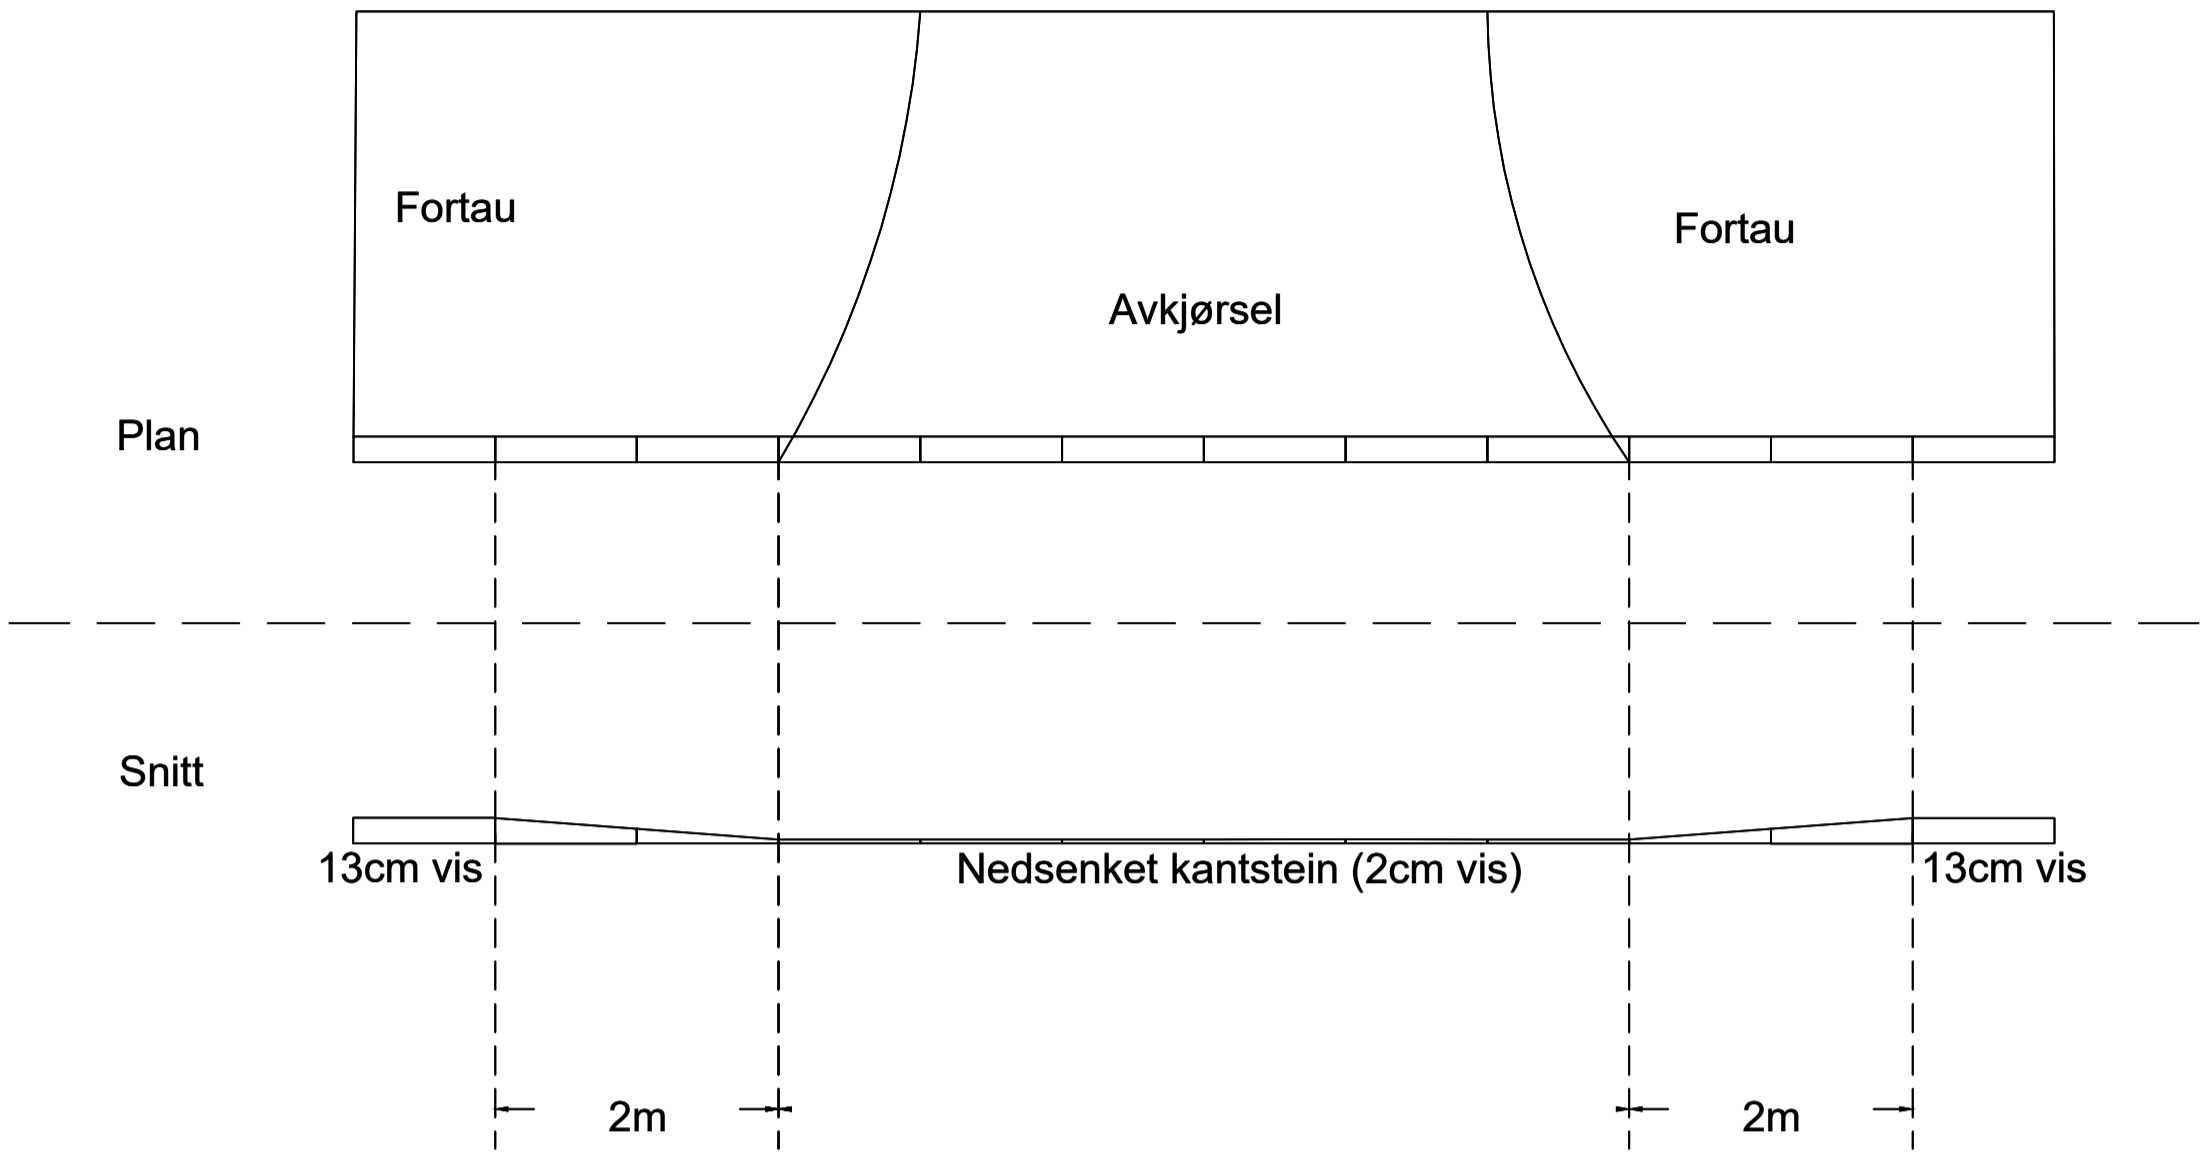 Fortau
Fortau
Avkjørsel
Plan
Snitt
13cm vis
Nedsenket kantstein (2cm vis)
13cm vis
2m
2m